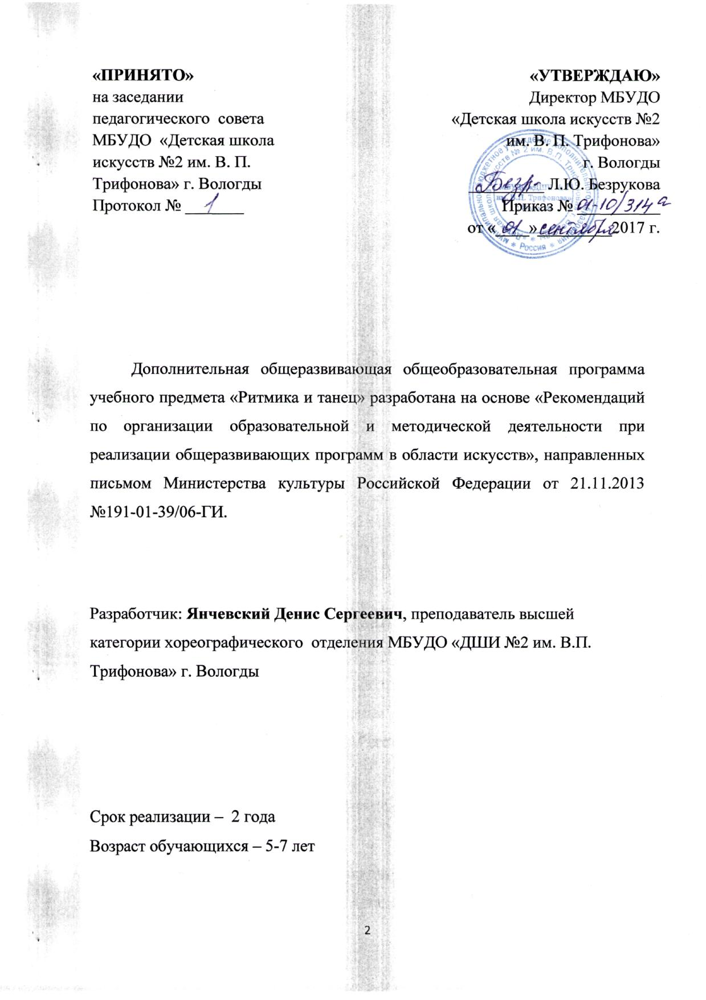 «ПРИНЯТО»
на заседании
педагогического совета
МБУДО «Детская школа
искусств №2 им. В. П.
Трифонова» г. Вологды
Протокол № 1
«УТВЕРЖДАЮ»
Директор МБУДО
«Детская школа искусств №2
им. В. П. Трифонова»
г. Вологды
Безр- Л.Ю. Безрукова
Приказ № 01-10/314 а
от « 01 » сентября 2017 г.
им. В.П. Трифонова»
* Россия *
Дополнительная общеразвивающая общеобразовательная программа
учебного предмета «Ритмика и танец» разработана на основе «Рекомендаций
по организации образовательной и методической деятельности при
реализации общеразвивающих программ в области искусств», направленных
письмом Министерства культуры Российской Федерации от 21.11.2013
№191-01-39/06-ГИ.
Разработчик: Янчевский Денис Сергеевич, преподаватель высшей
категории хореографического отделения МБУДО «ДШИ №2 им. В.П.
Трифонова» г. Вологды
Срок реализации – 2 года
Возраст обучающихся – 5-7 лет
2